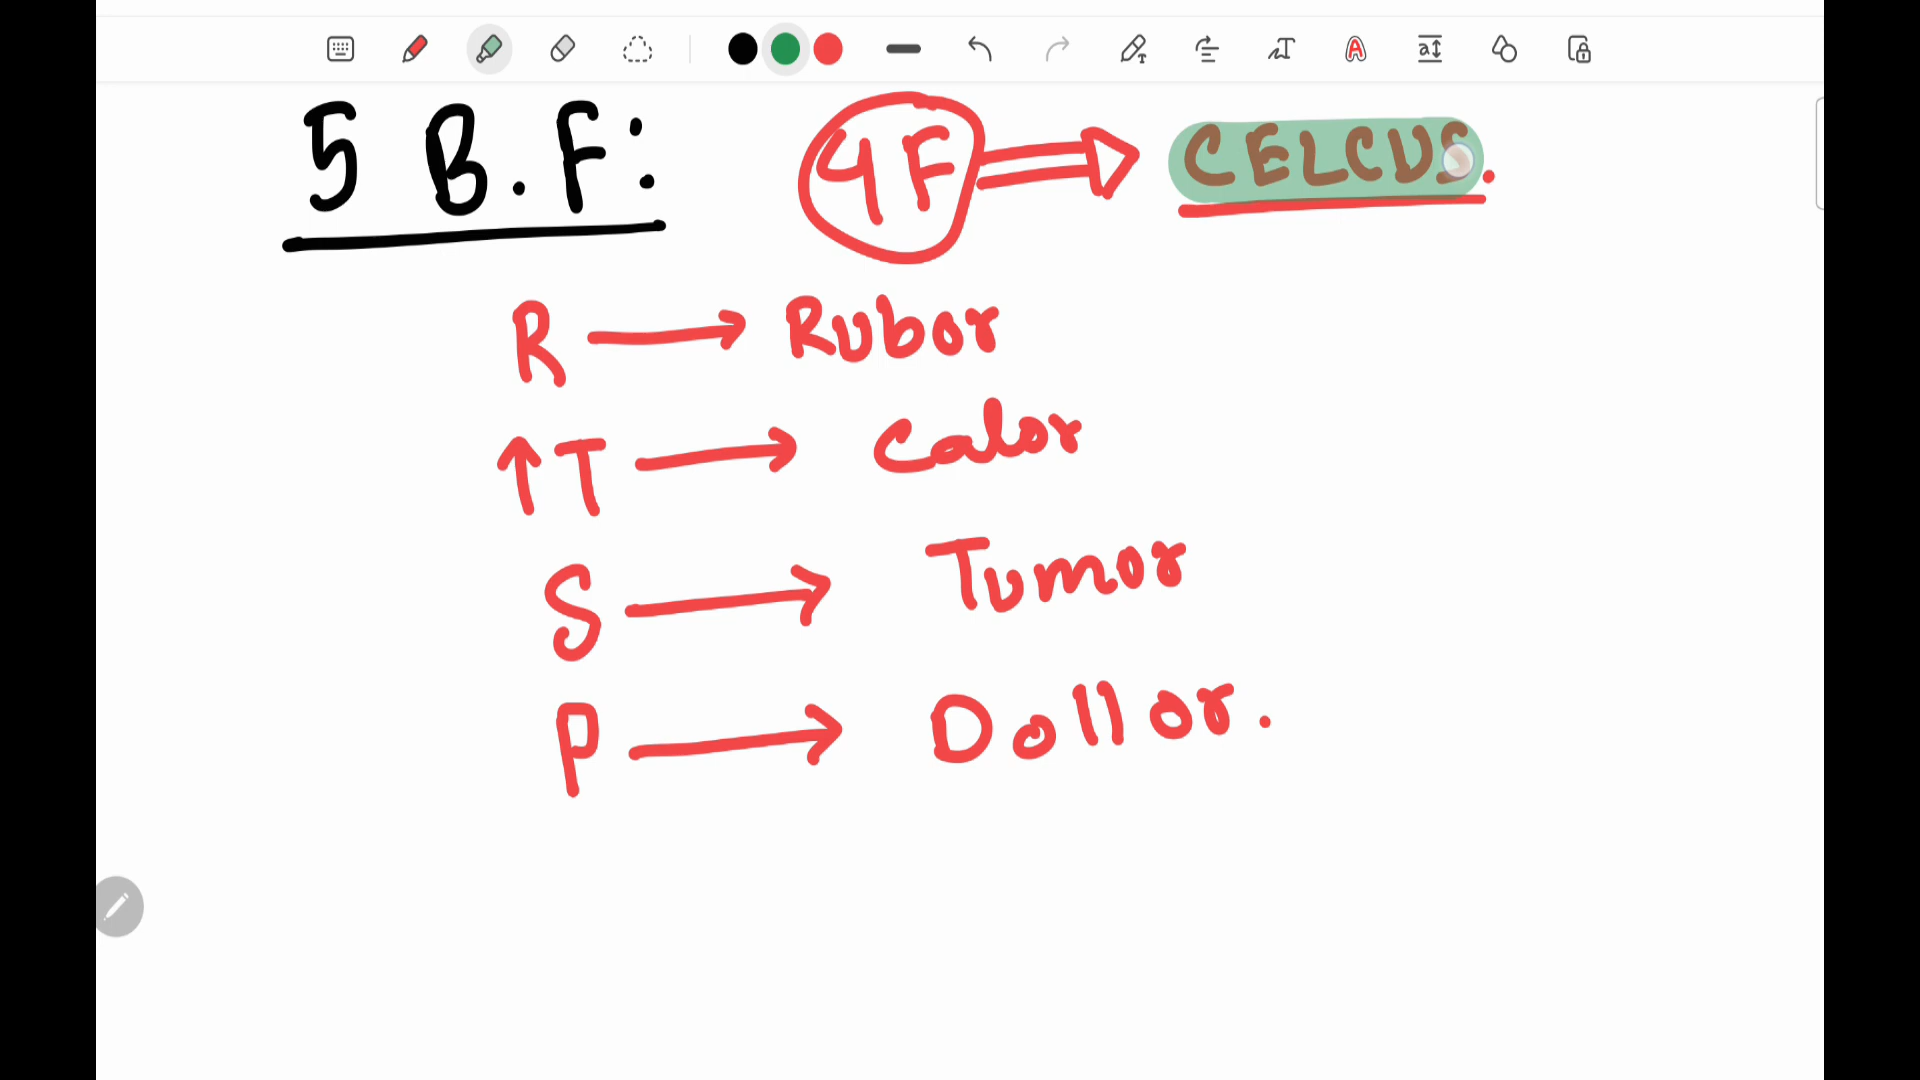 5 B.F: 4F ⇒ CELCUS.
R → Rubor
↑T → Calor
S → Tumor
P → Dollor.